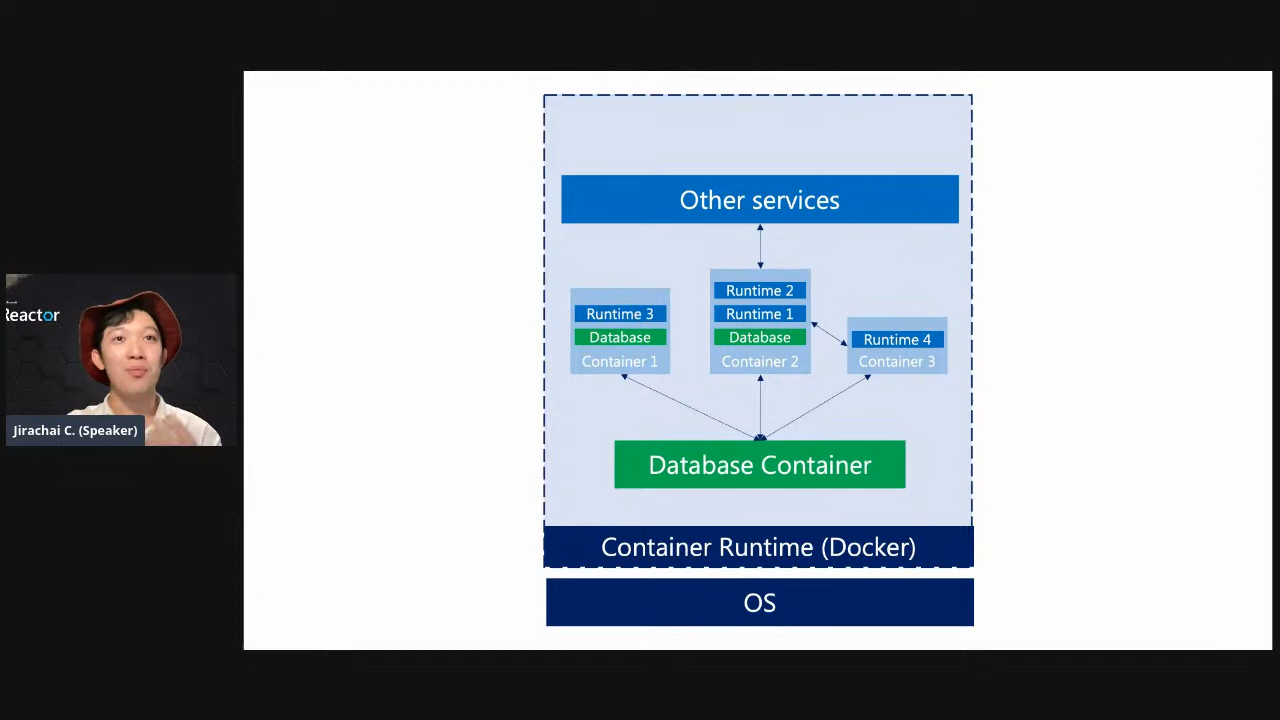 Reactor
Jirachai C. (Speaker)
Other services
Runtime 3
Database
Container 1
Runtime 2
Runtime 1
Database
Container 2
Runtime 4
Container 3
Database Container
Container Runtime (Docker)
OS